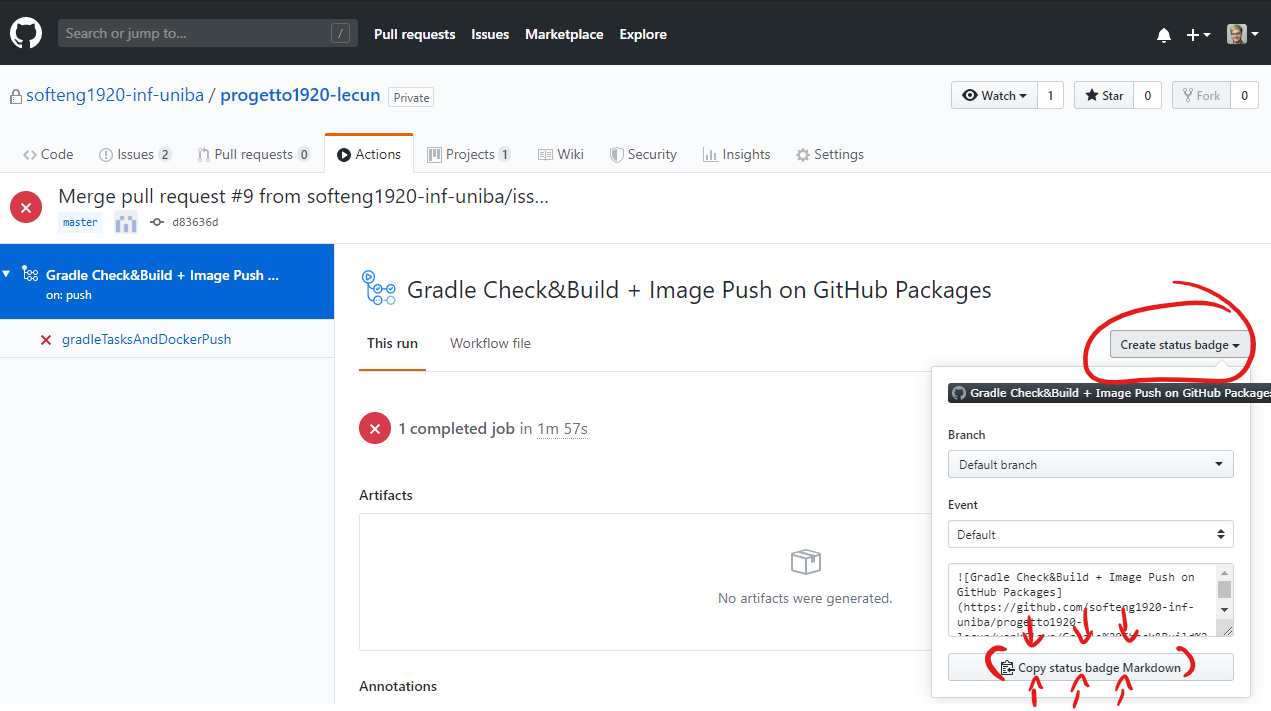 Search or jump to... /
Pull requests Issues Marketplace Explore
softeng1920-inf-uniba / progetto1920-lecun Private
Watch 1 Star 0 Fork 0
Code Issues 2 Pull requests 0 Actions Projects 1 Wiki Security Insights Settings
Merge pull request #9 from softeng1920-inf-uniba/iss...
master d83636d
Gradle Check&Build + Image Push ...
on: push
gradleTasksAndDockerPush
Gradle Check&Build + Image Push on GitHub Packages
This run Workflow file
Create status badge
Gradle Check&Build + Image Push on GitHub Packages
1 completed job in 1m 57s
Branch
Default branch
Artifacts
Event
Default
No artifacts were generated.
![Gradle Check&Build + Image Push on
GitHub Packages]
(https://github.com/softeng1920-inf-
uniba/progetto1920-
Copy status badge Markdown
Annotations